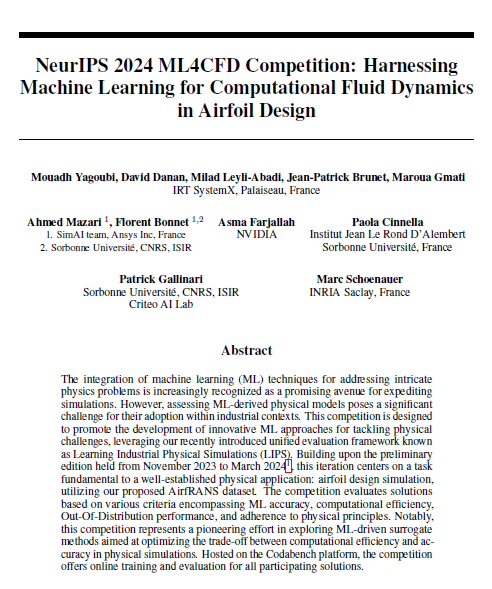 NeurIPS 2024 ML4CFD Competition: Harnessing
Machine Learning for Computational Fluid Dynamics
in Airfoil Design
Mouadh Yagoubi, David Danan, Milad Leyli-Abadi, Jean-Patrick Brunet, Maroua Gmati
IRT SystemX, Palaiseau, France
Ahmed Mazari 1, Florent Bonnet 1,2
1. SimAI team, Ansys Inc, France
2. Sorbonne Université, CNRS, ISIR
Asma Farjallah
NVIDIA
Paola Cinnella
Institut Jean Le Rond D'Alembert
Sorbonne Université, France
Patrick Gallinari
Sorbonne Université, CNRS, ISIR
Criteo AI Lab
Marc Schoenauer
INRIA Saclay, France
Abstract
The integration of machine learning (ML) techniques for addressing intricate
physics problems is increasingly recognized as a promising avenue for expediting
simulations. However, assessing ML-derived physical models poses a significant
challenge for their adoption within industrial contexts. This competition is designed
to promote the development of innovative ML approaches for tackling physical
challenges, leveraging our recently introduced unified evaluation framework known
as Learning Industrial Physical Simulations (LIPS). Building upon the preliminary
edition held from November 2023 to March 2024, this iteration centers on a task
fundamental to a well-established physical application: airfoil design simulation,
utilizing our proposed AirfRANS dataset. The competition evaluates solutions
based on various criteria encompassing ML accuracy, computational efficiency,
Out-Of-Distribution performance, and adherence to physical principles. Notably,
this competition represents a pioneering effort in exploring ML-driven surrogate
methods aimed at optimizing the trade-off between computational efficiency and ac-
curacy in physical simulations. Hosted on the Codabench platform, the competition
offers online training and evaluation for all participating solutions.